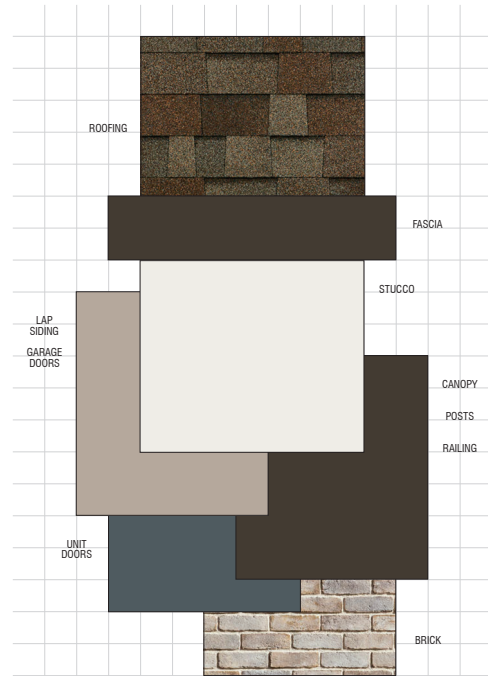 ROOFING
FASCIA
STUCCO
LAP
SIDING
GARAGE
DOORS
CANOPY
POSTS
RAILING
UNIT
DOORS
BRICK